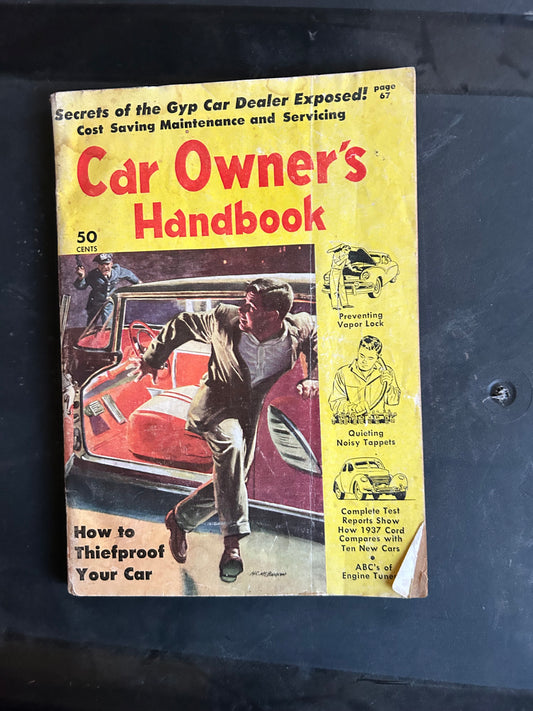 Secrets of the Gyp Car Dealer Exposed! page 67
Cost Saving Maintenance and Servicing
Car Owner's
Handbook
50
CENTS
Preventing
Vapor Lock
Quieting
Noisy Tappets
Complete Test
Reports Show
How 1937 Cord
Compares with
Ten New Cars
•
ABC's of
Engine Tune
How to
Thiefproof
Your Car